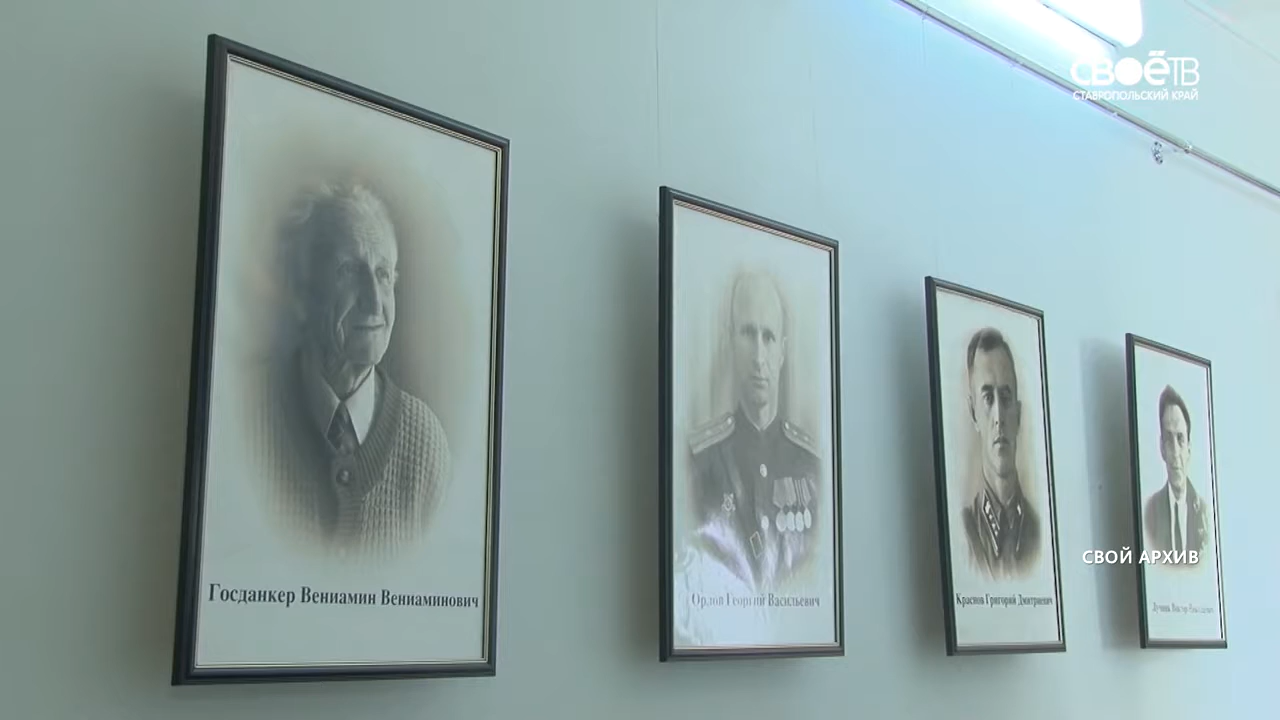 СВОЁТВ
СТАВРОПОЛЬСКИЙ КРАЙ
Госданкер Вениамин Вениаминович
Орлов Георгий Васильевич
Краснов Григорий Дмитриевич
СВОЙ АРХИВ